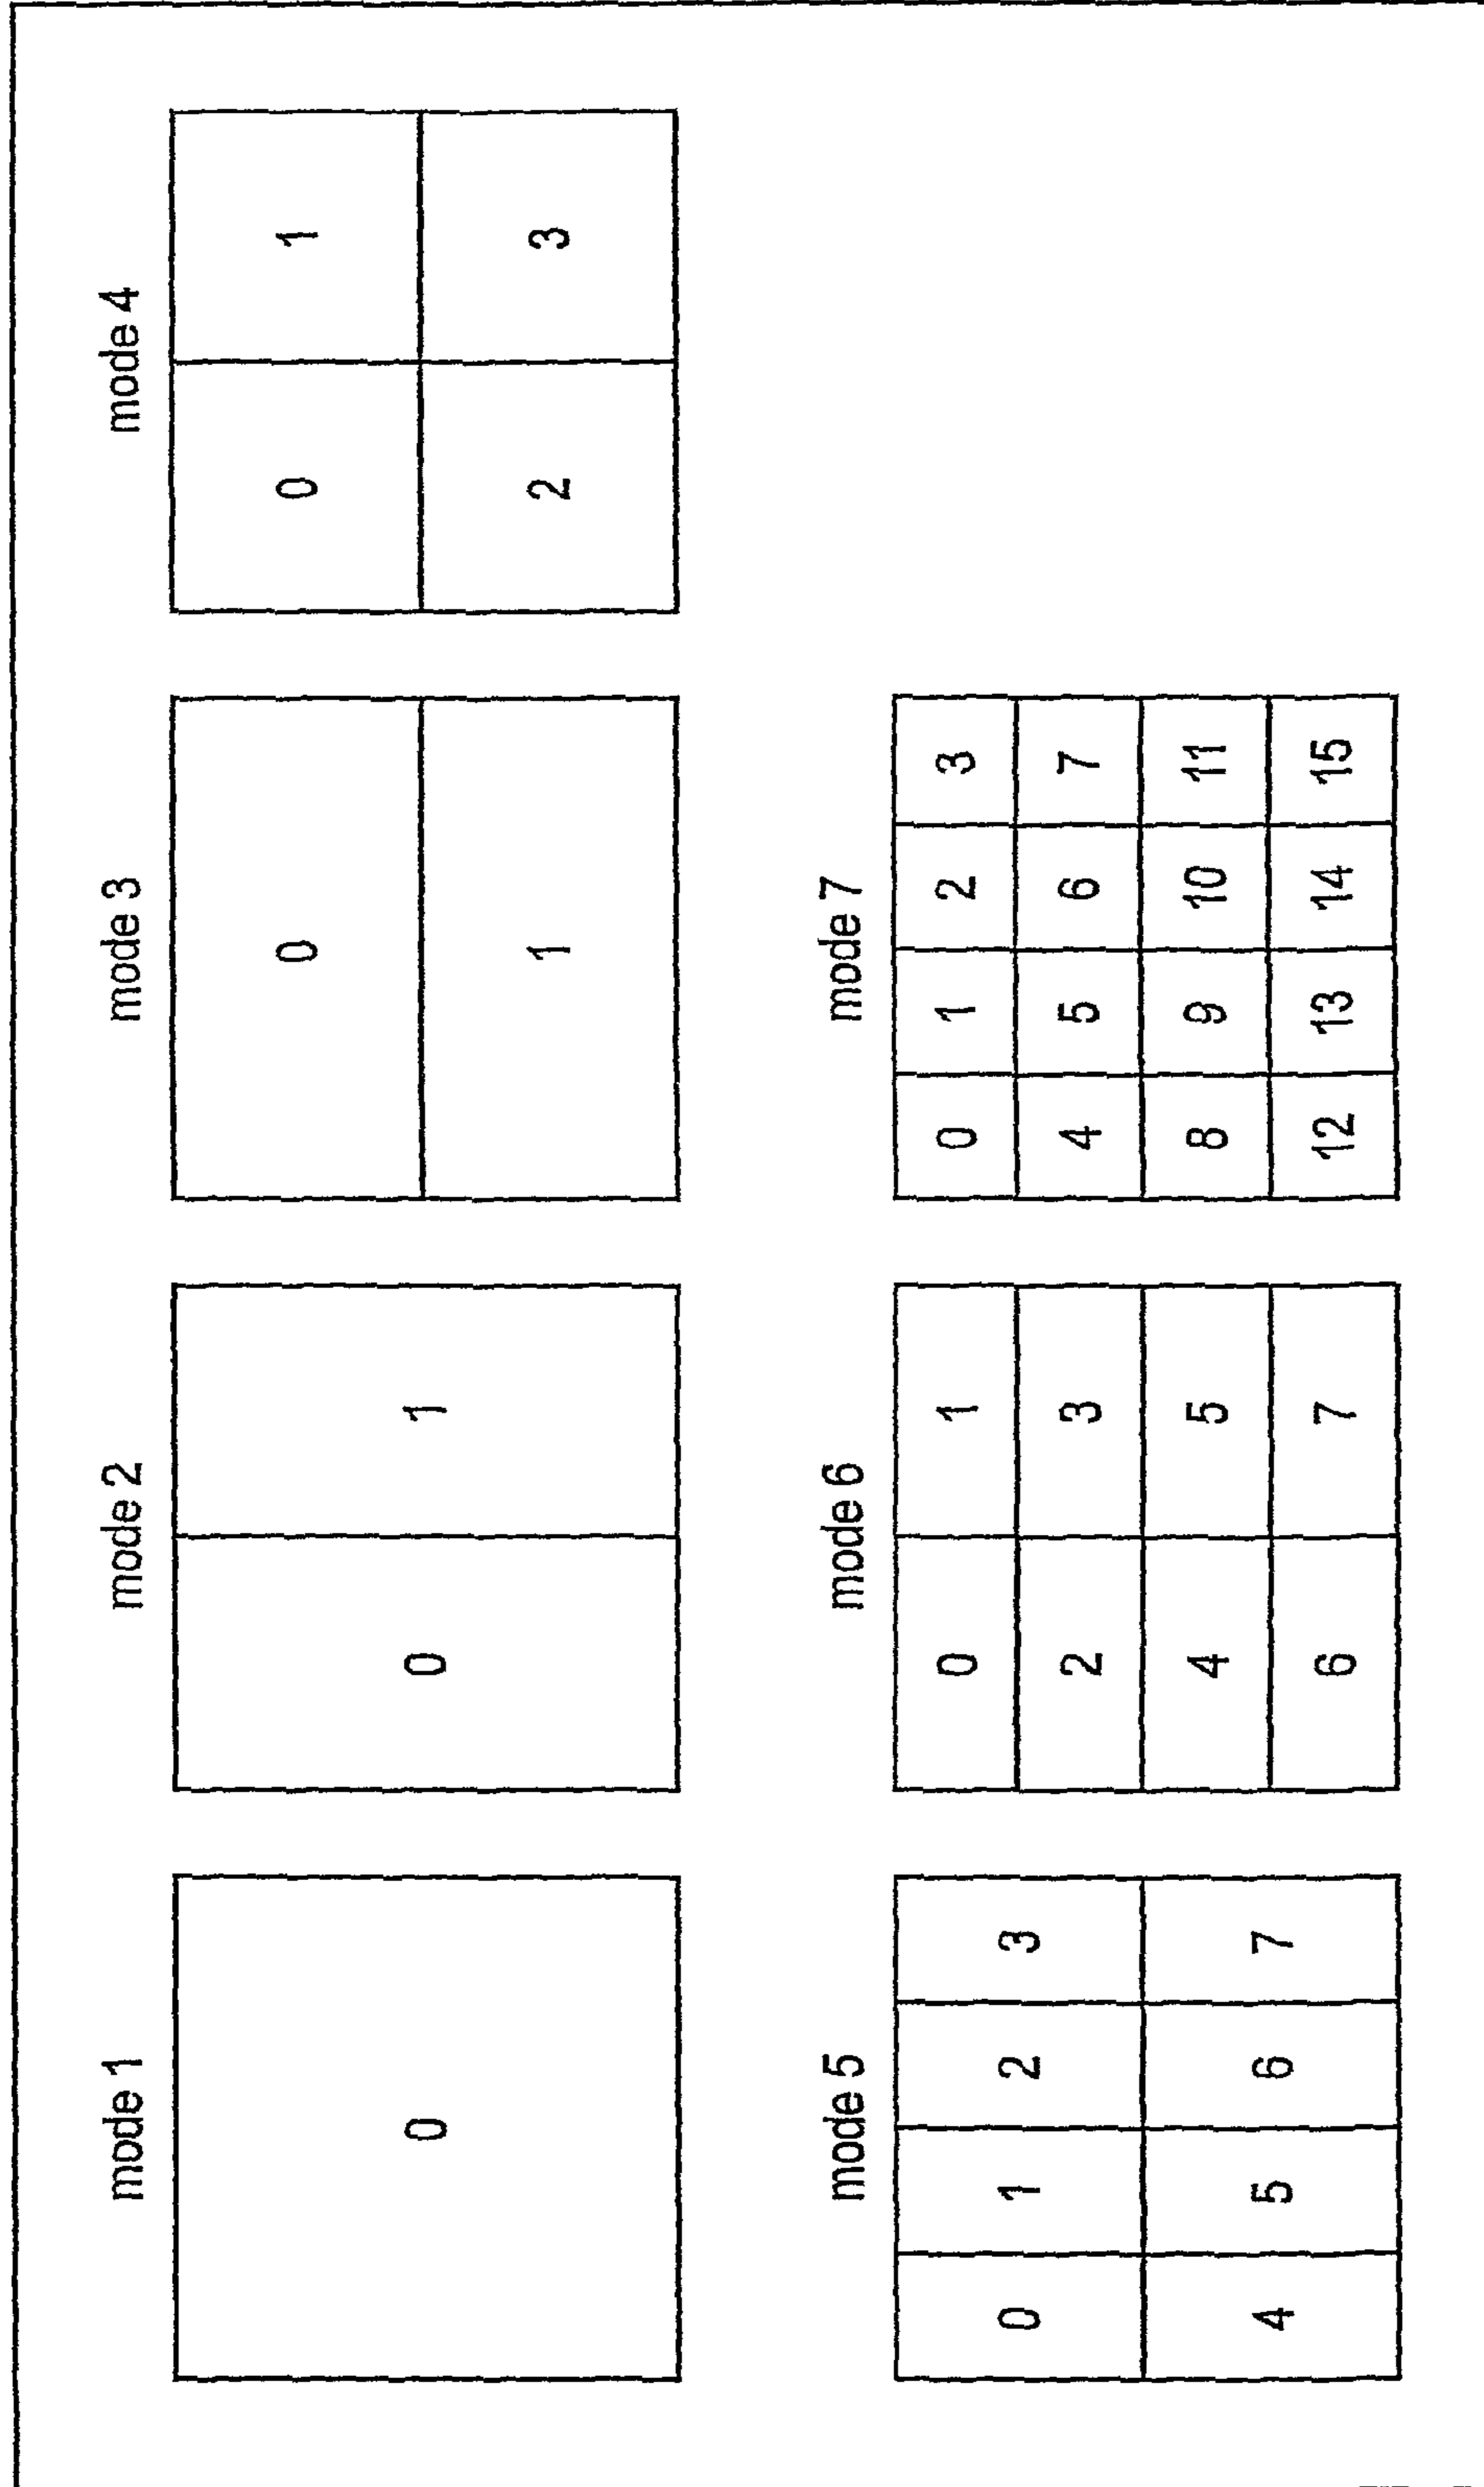 mode 1
0
mode 2
0 1
mode 3
0
1
mode 4
0 1
2 3
mode 5
0 1 2 3
4 5 6 7
mode 6
0 1
2 3
4 5
6 7
mode 7
0 1 2 3
4 5 6 7
8 9 10 11
12 13 14 15